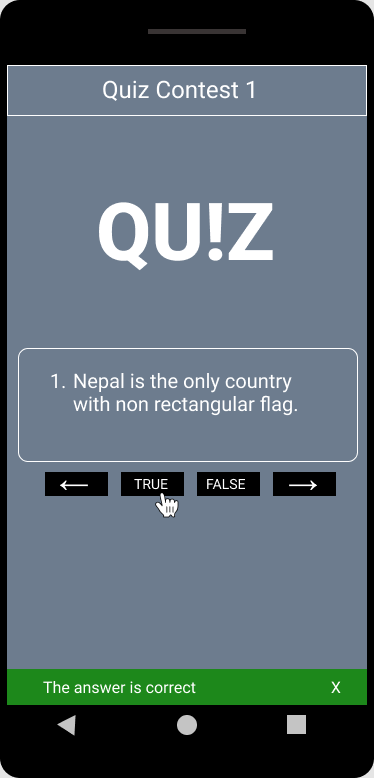 Quiz Contest 1
QU!Z
1. Nepal is the only country
with non rectangular flag.
← TRUE FALSE →
The answer is correct X